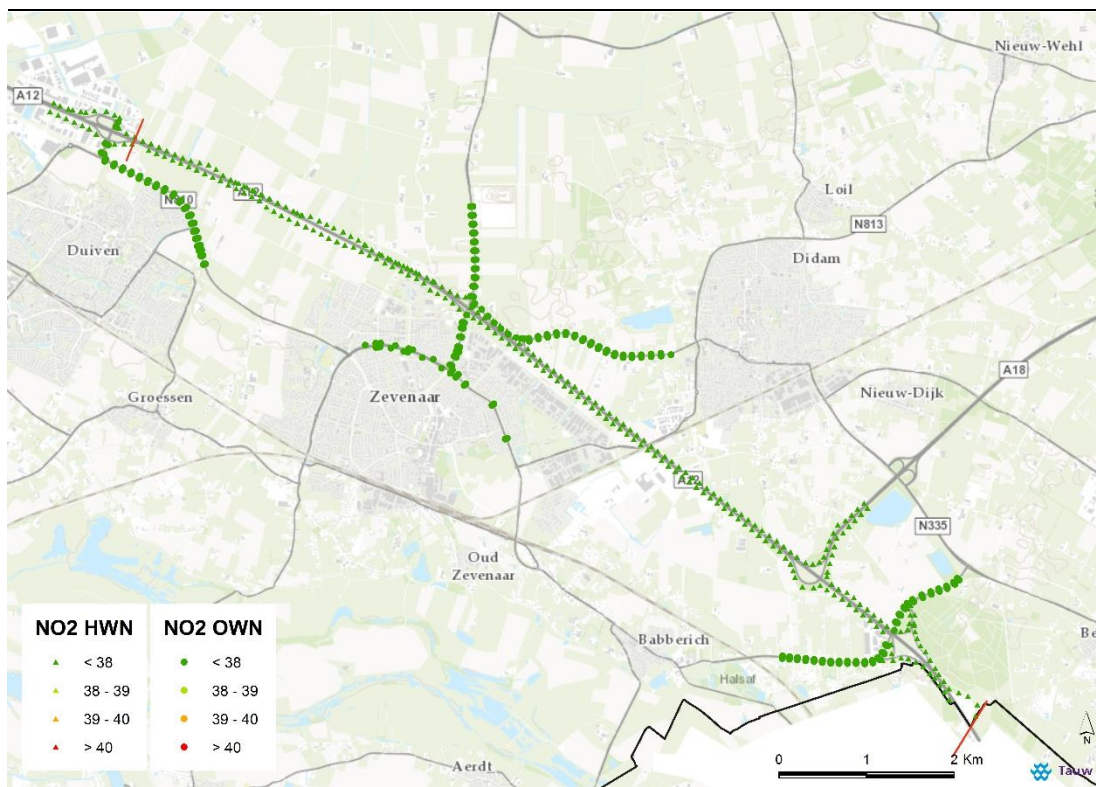 Nieuw-Wehl
A12
Loil
N810
A12
N813
Duiven
Didam
A18
Nieuw-Dijk
Zevenaar
Groessen
A12
N335
Oud
Zevenaar
NO2 HWN NO2 OWN
Babberich
Be
< 38 < 38
38 - 39 38 - 39
Halsaf
39 - 40 39 - 40
> 40 > 40
N
0 1 2 Km
Aerdt
Tauw